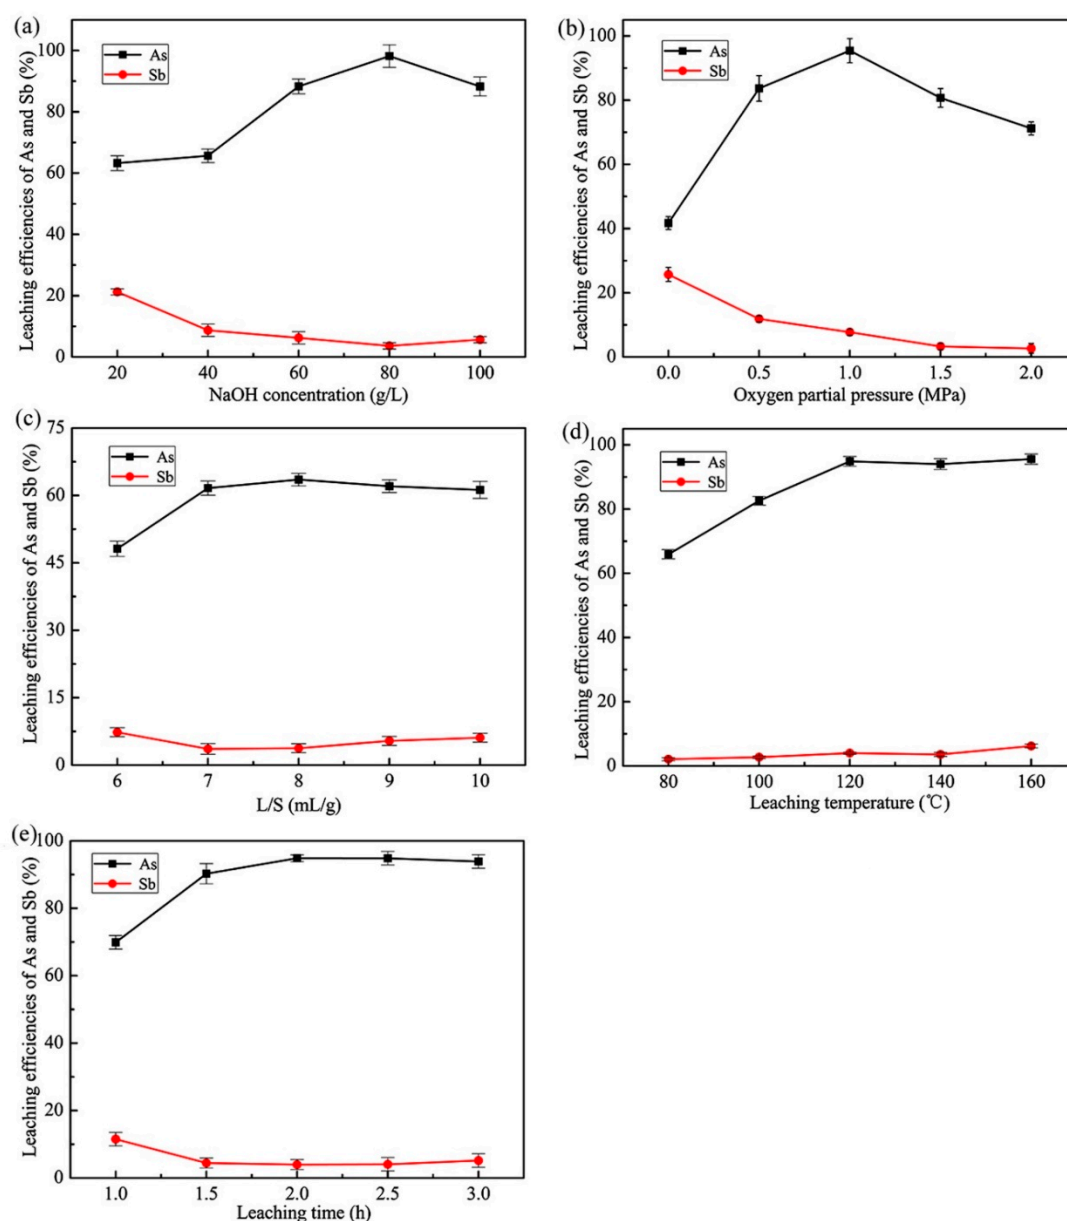 (a)
Leaching efficiencies of As and Sb (%)
100
80
60
40
20
0
As
Sb
20 40 60 80 100
NaOH concentration (g/L)
(b)
Leaching efficiencies of As and Sb (%)
100
80
60
40
20
0
As
Sb
0.0 0.5 1.0 1.5 2.0
Oxygen partial pressure (MPa)
(c)
Leaching efficiencies of As and Sb (%)
75
60
45
30
15
0
As
Sb
6 7 8 9 10
L/S (mL/g)
(d)
Leaching efficiencies of As and Sb (%)
100
80
60
40
20
0
As
Sb
80 100 120 140 160
Leaching temperature (℃)
(e)
Leaching efficiencies of As and Sb (%)
100
80
60
40
20
0
As
Sb
1.0 1.5 2.0 2.5 3.0
Leaching time (h)